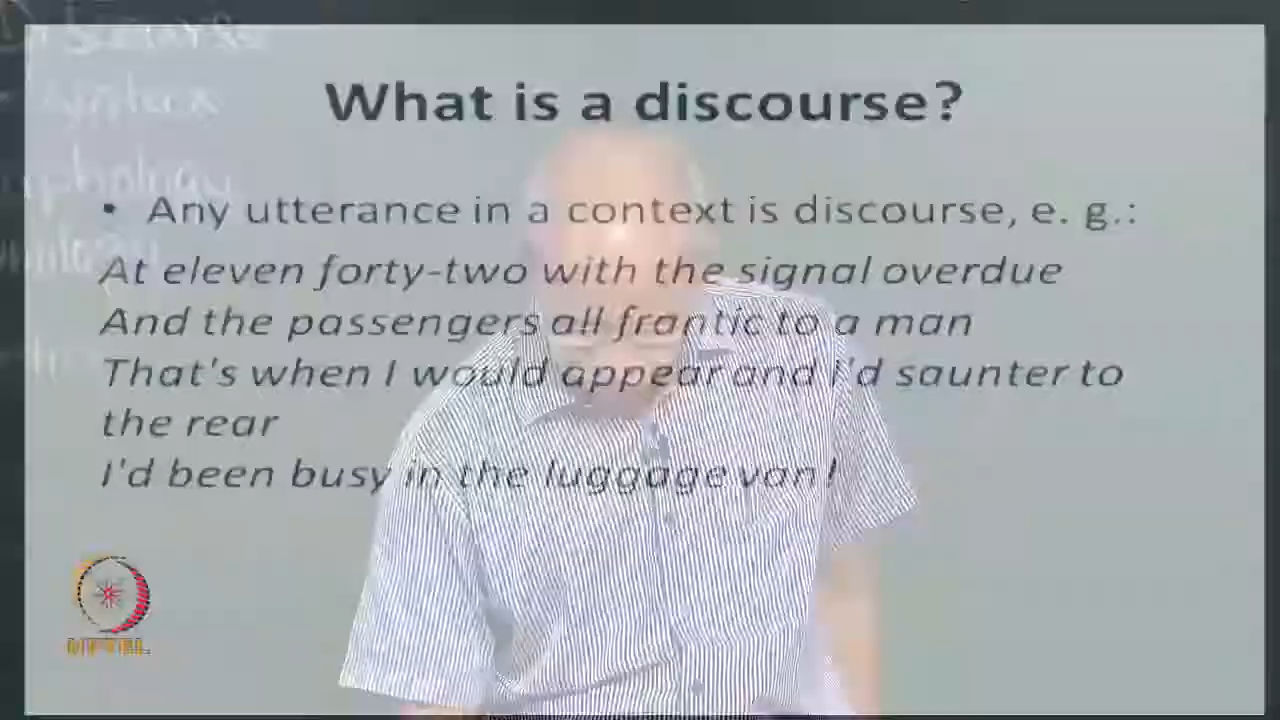 What is a discourse?
• Any utterance in a context is discourse, e. g.:
At eleven forty-two with the signal overdue
And the passengers all frantic to a man
That's when I would appear and I'd saunter to
the rear
I'd been busy in the luggage van!
NPTEL